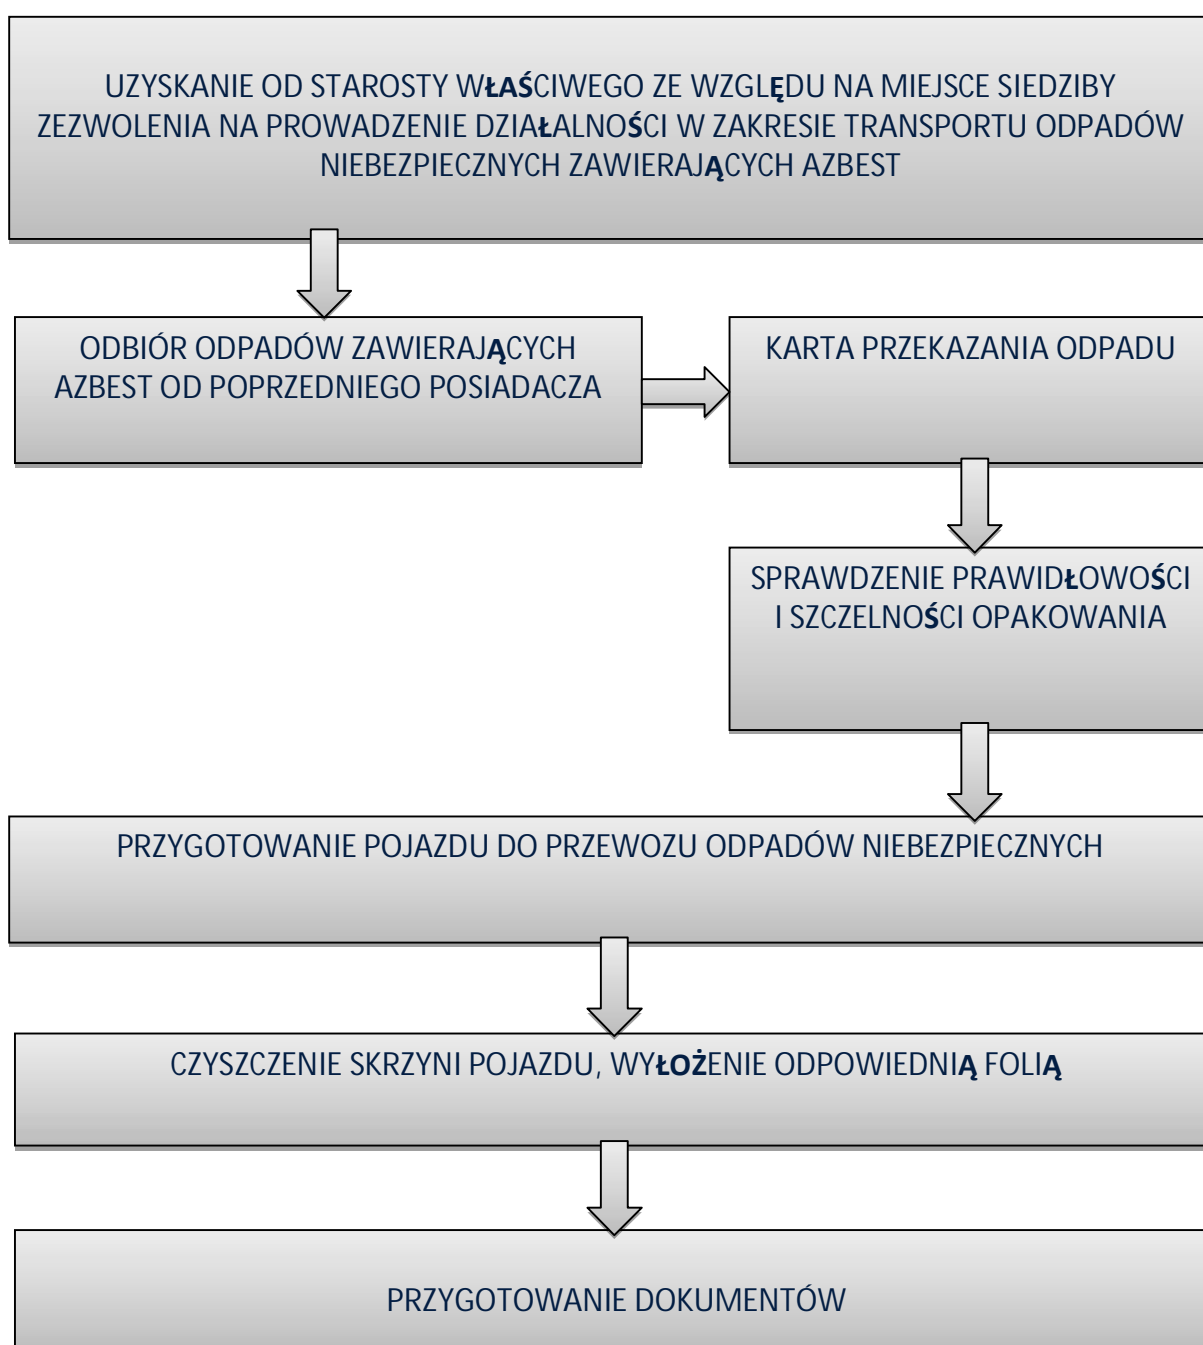 UZYSKANIE OD STAROSTY WŁAŚCIWEGO ZE WZGLĘDU NA MIEJSCE SIEDZIBY
ZEZWOLENIA NA PROWADZENIE DZIAŁALNOŚCI W ZAKRESIE TRANSPORTU ODPADÓW
NIEBEZPIECZNYCH ZAWIERAJĄCYCH AZBEST
ODBIÓR ODPADÓW ZAWIERAJĄCYCH
AZBEST OD POPRZEDNIEGO POSIADACZA
KARTA PRZEKAZANIA ODPADU
SPRAWDZENIE PRAWIDŁOWOŚCI
I SZCZELNOŚCI OPAKOWANIA
PRZYGOTOWANIE POJAZDU DO PRZEWOZU ODPADÓW NIEBEZPIECZNYCH
CZYSZCZENIE SKRZYNI POJAZDU, WYŁOŻENIE ODPOWIEDNIĄ FOLIĄ
PRZYGOTOWANIE DOKUMENTÓW